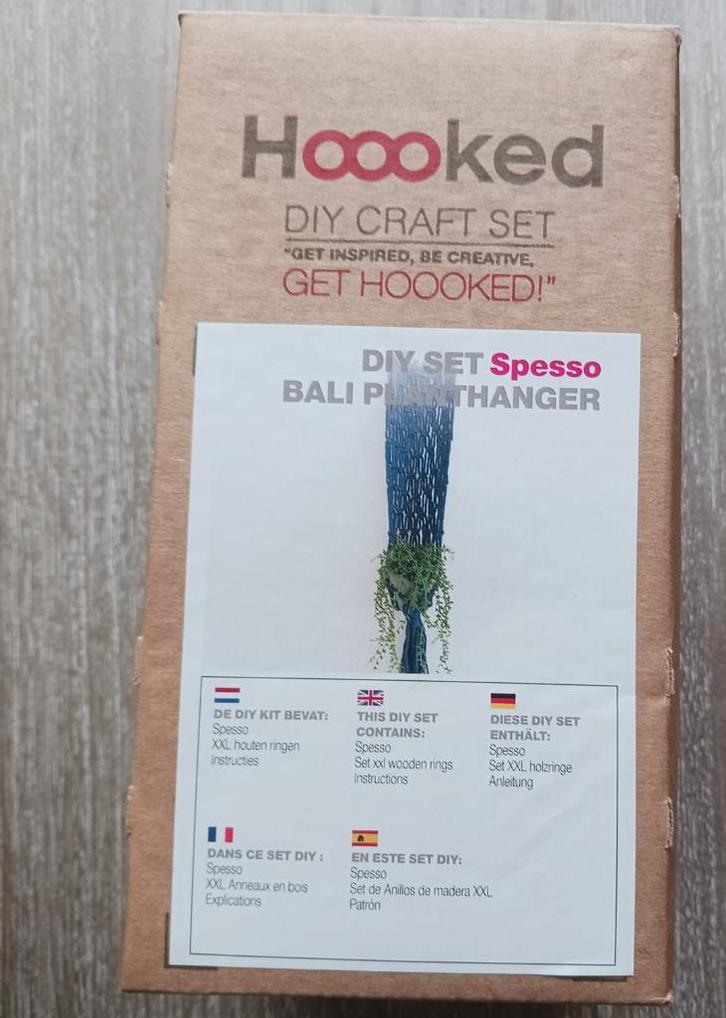 Hoooked
DIY CRAFT SET
"GET INSPIRED, BE CREATIVE,
GET HOOOKED!"
DIY SET Spesso
BALI PLANTHANGER
DE DIY KIT BEVAT:
Spesso
XXL houten ringen
instructies
THIS DIY SET
CONTAINS:
Spesso
Set xxl wooden rings
Instructions
DIESE DIY SET
ENTHÄLT:
Spesso
Set XXL holzringe
Anleitung
DANS CE SET DIY :
Spesso
XXL Anneaux en bois
Explications
EN ESTE SET DIY:
Spesso
Set de Anillos de madera XXL
Patrón